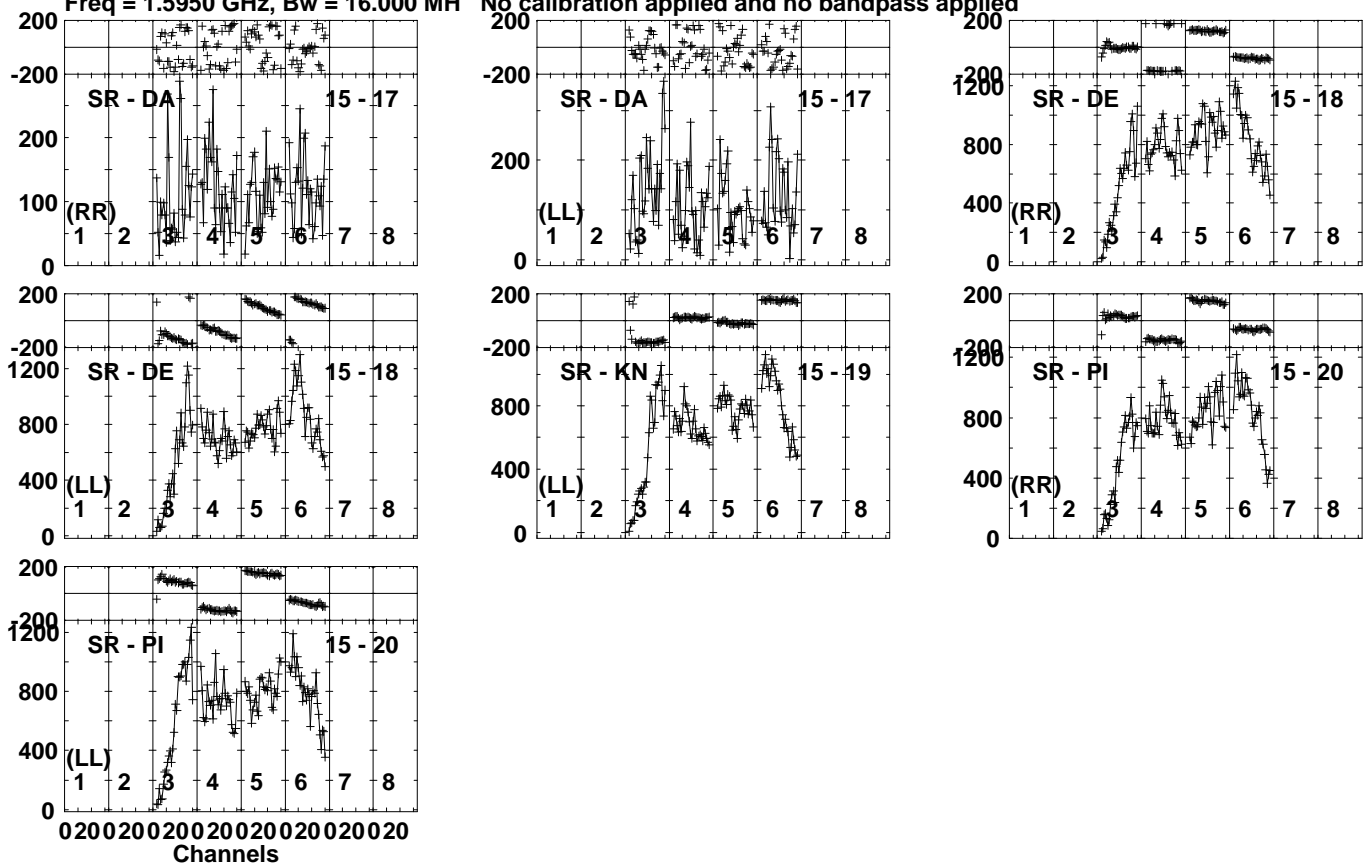 Freq = 1.5950 GHz, Bw = 16.000 MH No calibration applied and no bandpass applied
200
-200
SR - DA 15 - 17
200
100
(RR)
1 2 3 4 5 6 7 8
0
200
-200
SR - DA 15 - 17
200
(LL)
1 2 3 4 5 6 7 8
0
200
-200
1200
SR - DE 15 - 18
800
400
(RR)
1 2 3 4 5 6 7 8
0
200
-200
1200
SR - DE 15 - 18
800
400
(LL)
1 2 3 4 5 6 7 8
0
200
-200
SR - KN 15 - 19
800
400
(LL)
1 2 3 4 5 6 7 8
0
200
-200
1200
SR - PI 15 - 20
800
400
(RR)
1 2 3 4 5 6 7 8
0
200
-200
1200
SR - PI 15 - 20
800
400
(LL)
1 2 3 4 5 6 7 8
0
0 20 0 20 0 20 0 20 0 20 0 20 0 20 0 20
Channels